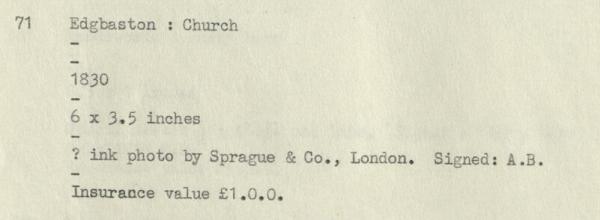 71 Edgbaston : Church
-
-
1830
-
6 x 3.5 inches
-
? ink photo by Sprague & Co., London. Signed: A.B.
-
Insurance value £1.0.0.